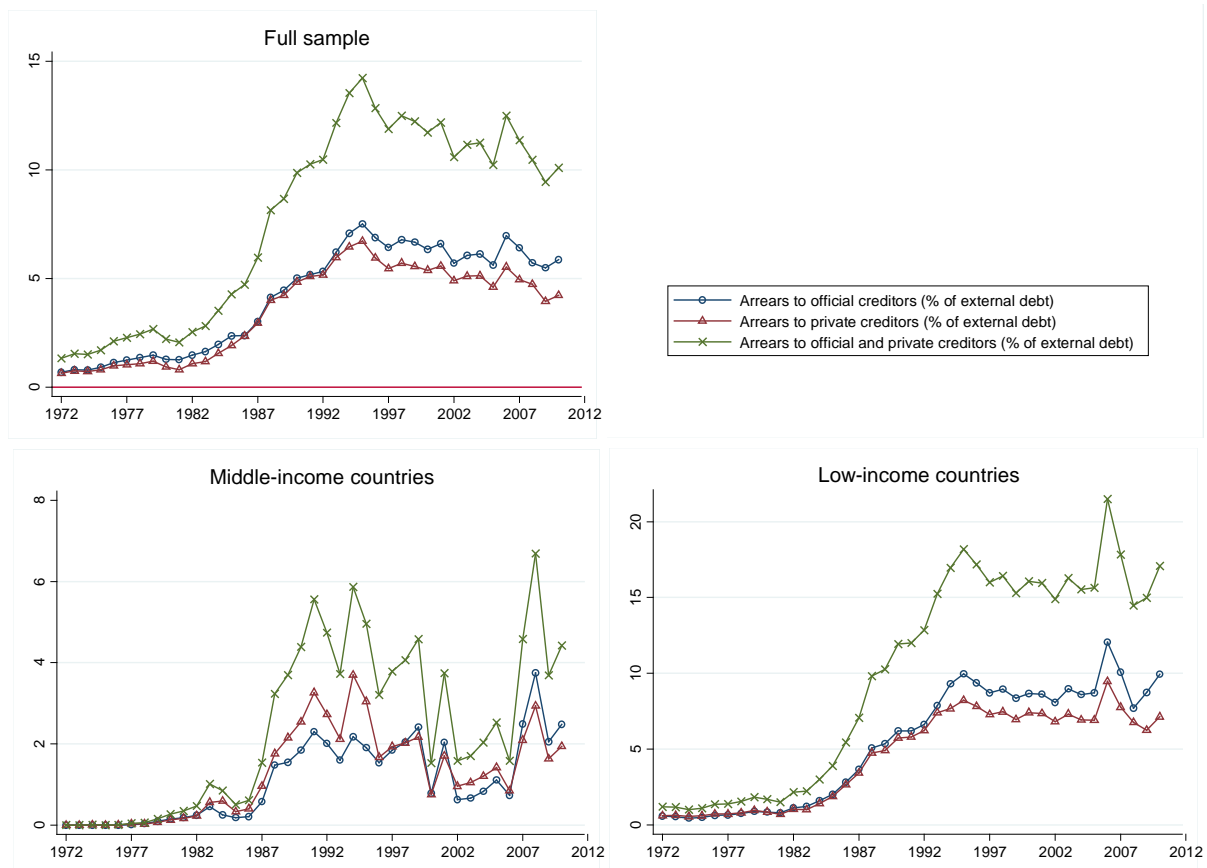 Full sample
15
10
5
0
1972 1977 1982 1987 1992 1997 2002 2007 2012
Arrears to official creditors (% of external debt)
Arrears to private creditors (% of external debt)
Arrears to official and private creditors (% of external debt)
Middle-income countries
8
6
4
2
0
1972 1977 1982 1987 1992 1997 2002 2007 2012
Low-income countries
20
15
10
5
0
1972 1977 1982 1987 1992 1997 2002 2007 2012